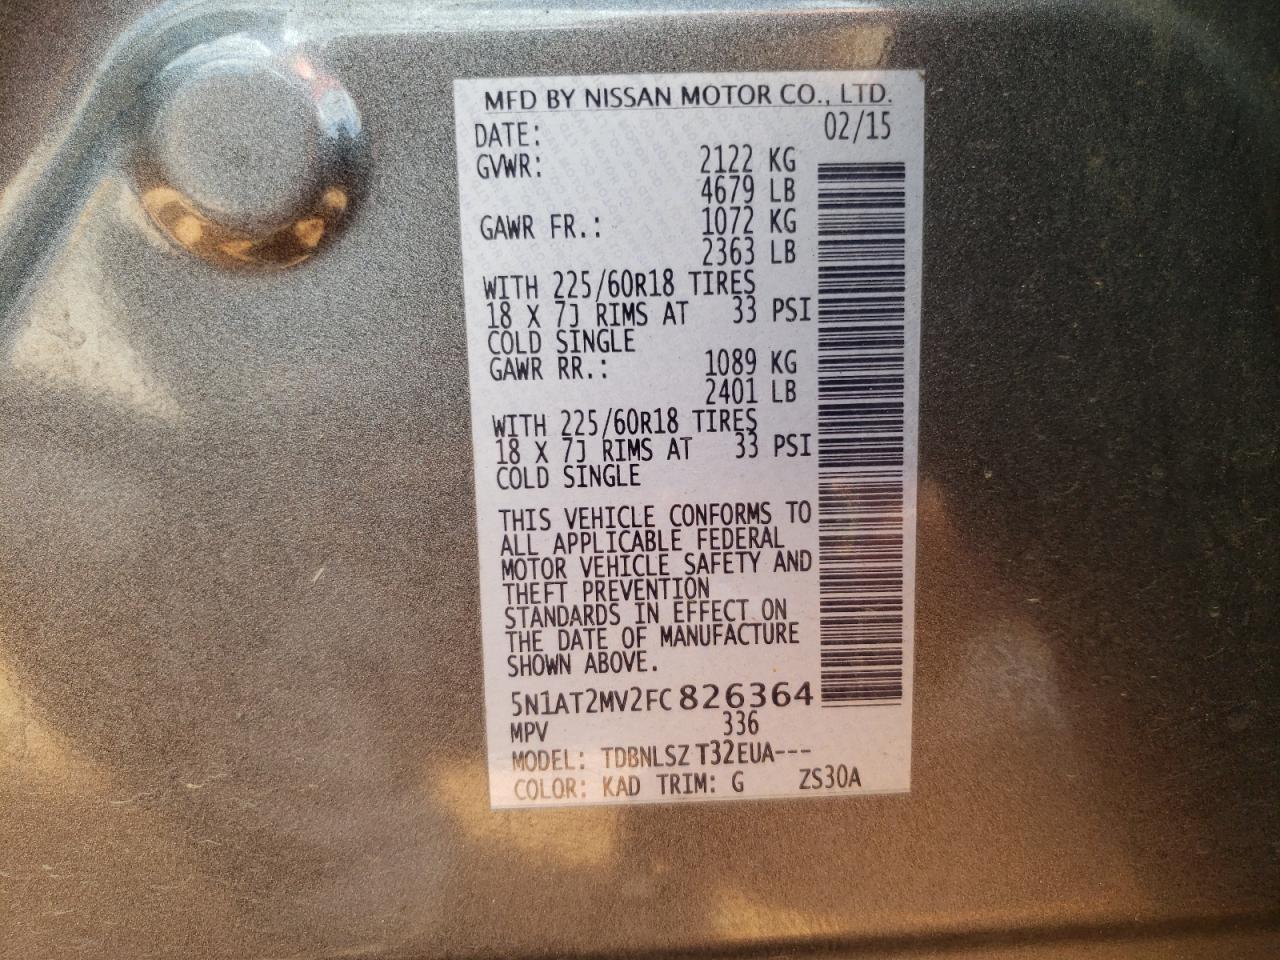 MFD BY NISSAN MOTOR CO., LTD.
DATE: 02/15
GVWR: 2122 KG
4679 LB
GAWR FR.: 1072 KG
2363 LB
WITH 225/60R18 TIRES
18 X 7J RIMS AT 33 PSI
COLD SINGLE
GAWR RR.: 1089 KG
2401 LB
WITH 225/60R18 TIRES
18 X 7J RIMS AT 33 PSI
COLD SINGLE
THIS VEHICLE CONFORMS TO
ALL APPLICABLE FEDERAL
MOTOR VEHICLE SAFETY AND
THEFT PREVENTION
STANDARDS IN EFFECT ON
THE DATE OF MANUFACTURE
SHOWN ABOVE.
5N1AT2MV2FC826364
MPV 336
MODEL: TDBNLSZ T32EUA---
COLOR: KAD TRIM: G ZS30A